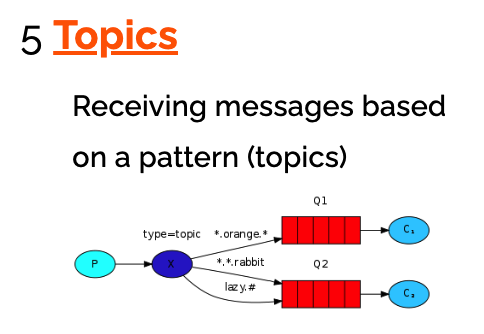 5 Topics
Receiving messages based
on a pattern (topics)
Q1
type=topic
*.orange.*
C₁
*.*.rabbit
Q2
P
X
lazy.#
C₂